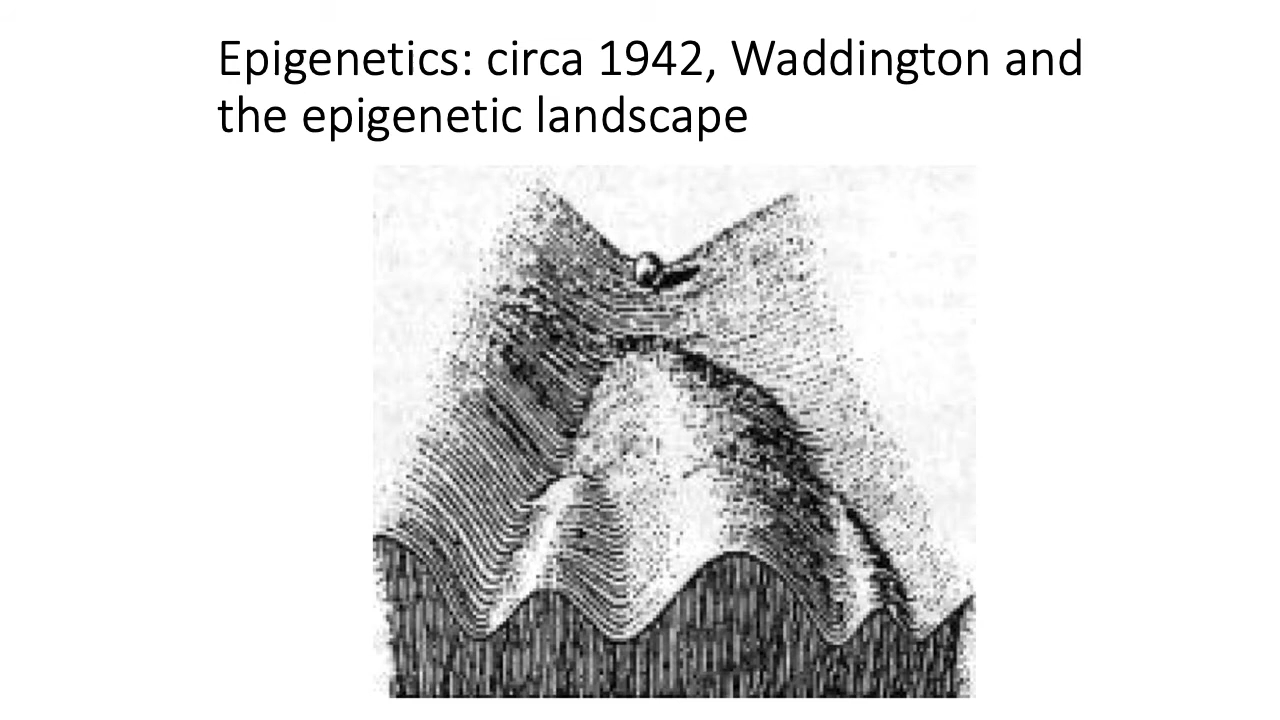 Epigenetics: circa 1942, Waddington and
the epigenetic landscape